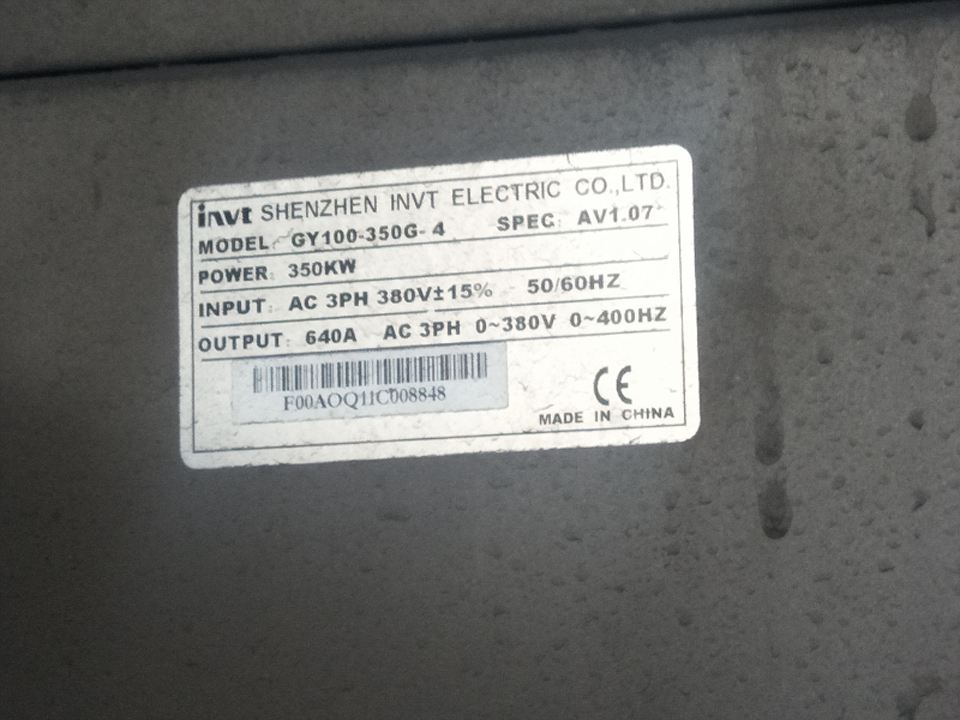 invt SHENZHEN INVT ELECTRIC CO.,LTD.
MODEL: GY100-350G-4 SPEC: AV1.07
POWER: 350KW
INPUT: AC 3PH 380V±15% 50/60HZ
OUTPUT: 640A AC 3PH 0~380V 0~400HZ
F00AOQ11C008848
CE
MADE IN CHINA